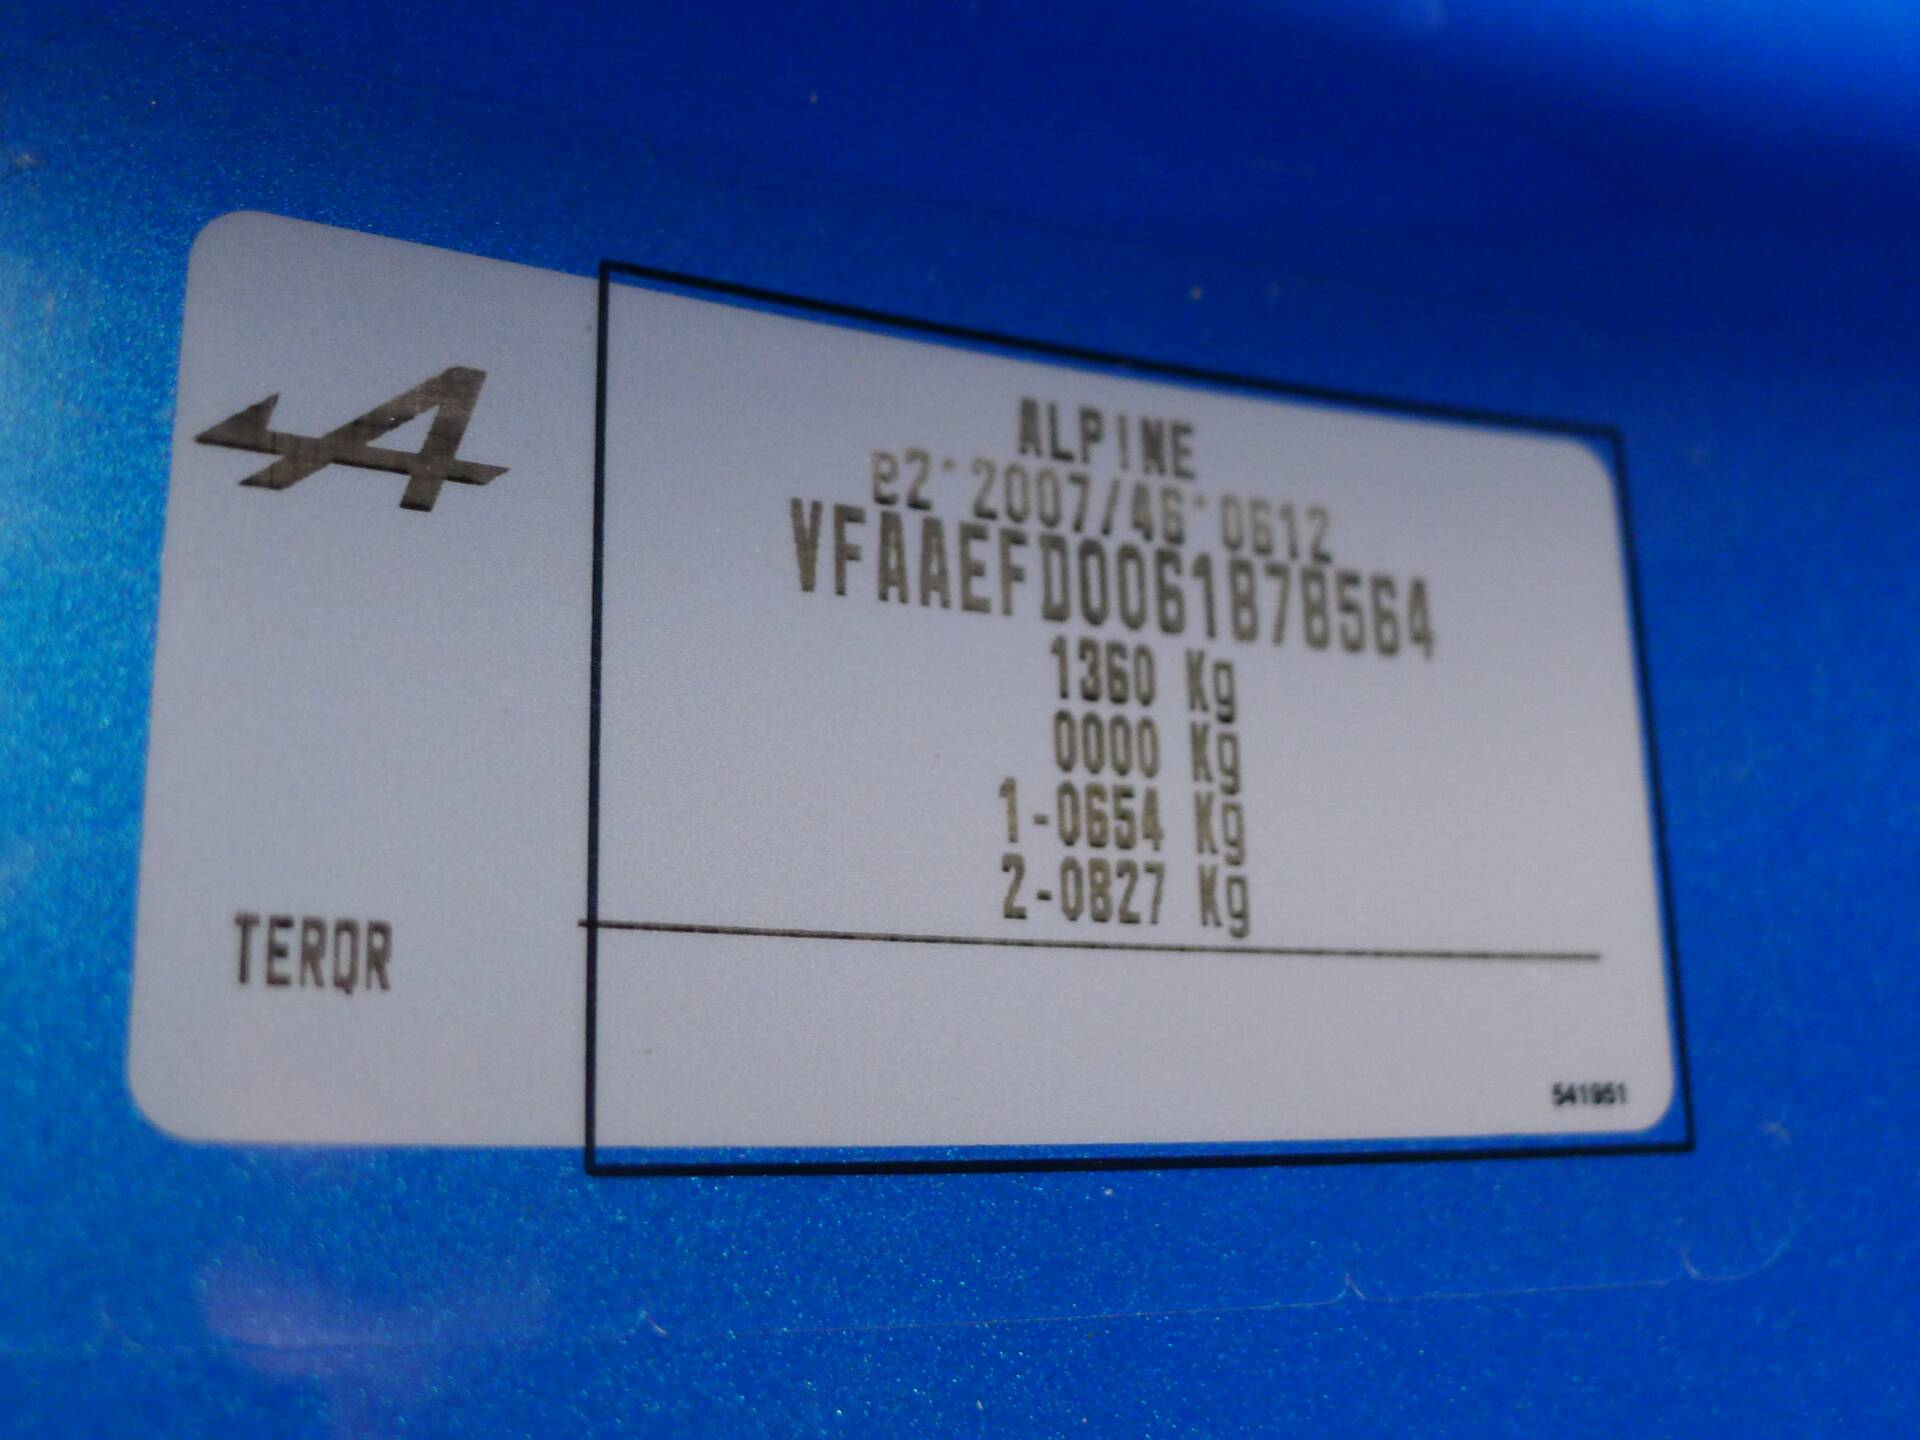 ALPINE
e2*2007/46*0612
VFAAEFD0061878564
1360 Kg
0000 Kg
1-0654 Kg
2-0827 Kg
TERQR
541951